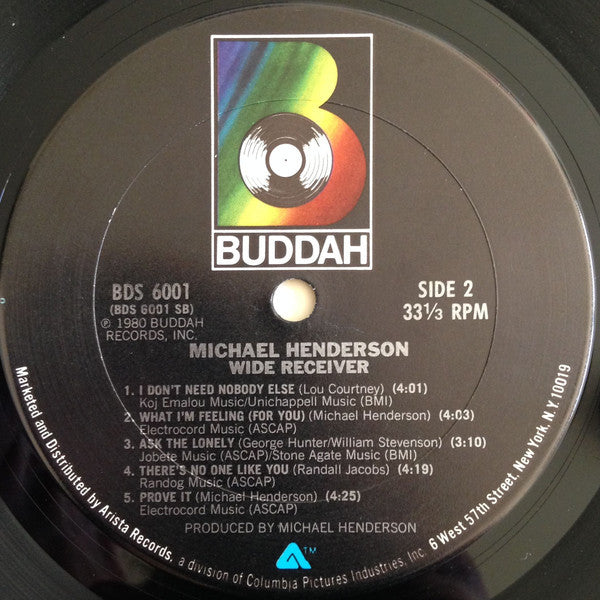 BUDDAH
BDS 6001
(BDS 6001 SB)
℗ 1980 BUDDAH
RECORDS, INC.
SIDE 2
33⅓ RPM
MICHAEL HENDERSON
WIDE RECEIVER
1. I DON'T NEED NOBODY ELSE (Lou Courtney) (4:01)
Koj Emalou Music/Unichappell Music (BMI)
2. WHAT I'M FEELING (FOR YOU) (Michael Henderson) (4:03)
Electrocord Music (ASCAP)
3. ASK THE LONELY (George Hunter/William Stevenson) (3:10)
Jobete Music (ASCAP)/Stone Agate Music (BMI)
4. THERE'S NO ONE LIKE YOU (Randall Jacobs) (4:19)
Randog Music (ASCAP)
5. PROVE IT (Michael Henderson) (4:25)
Electrocord Music (ASCAP)
PRODUCED BY MICHAEL HENDERSON
TM
Marketed and Distributed by Arista Records, a division of Columbia Pictures Industries, Inc. 6 West 57th Street, New York, N.Y. 10019